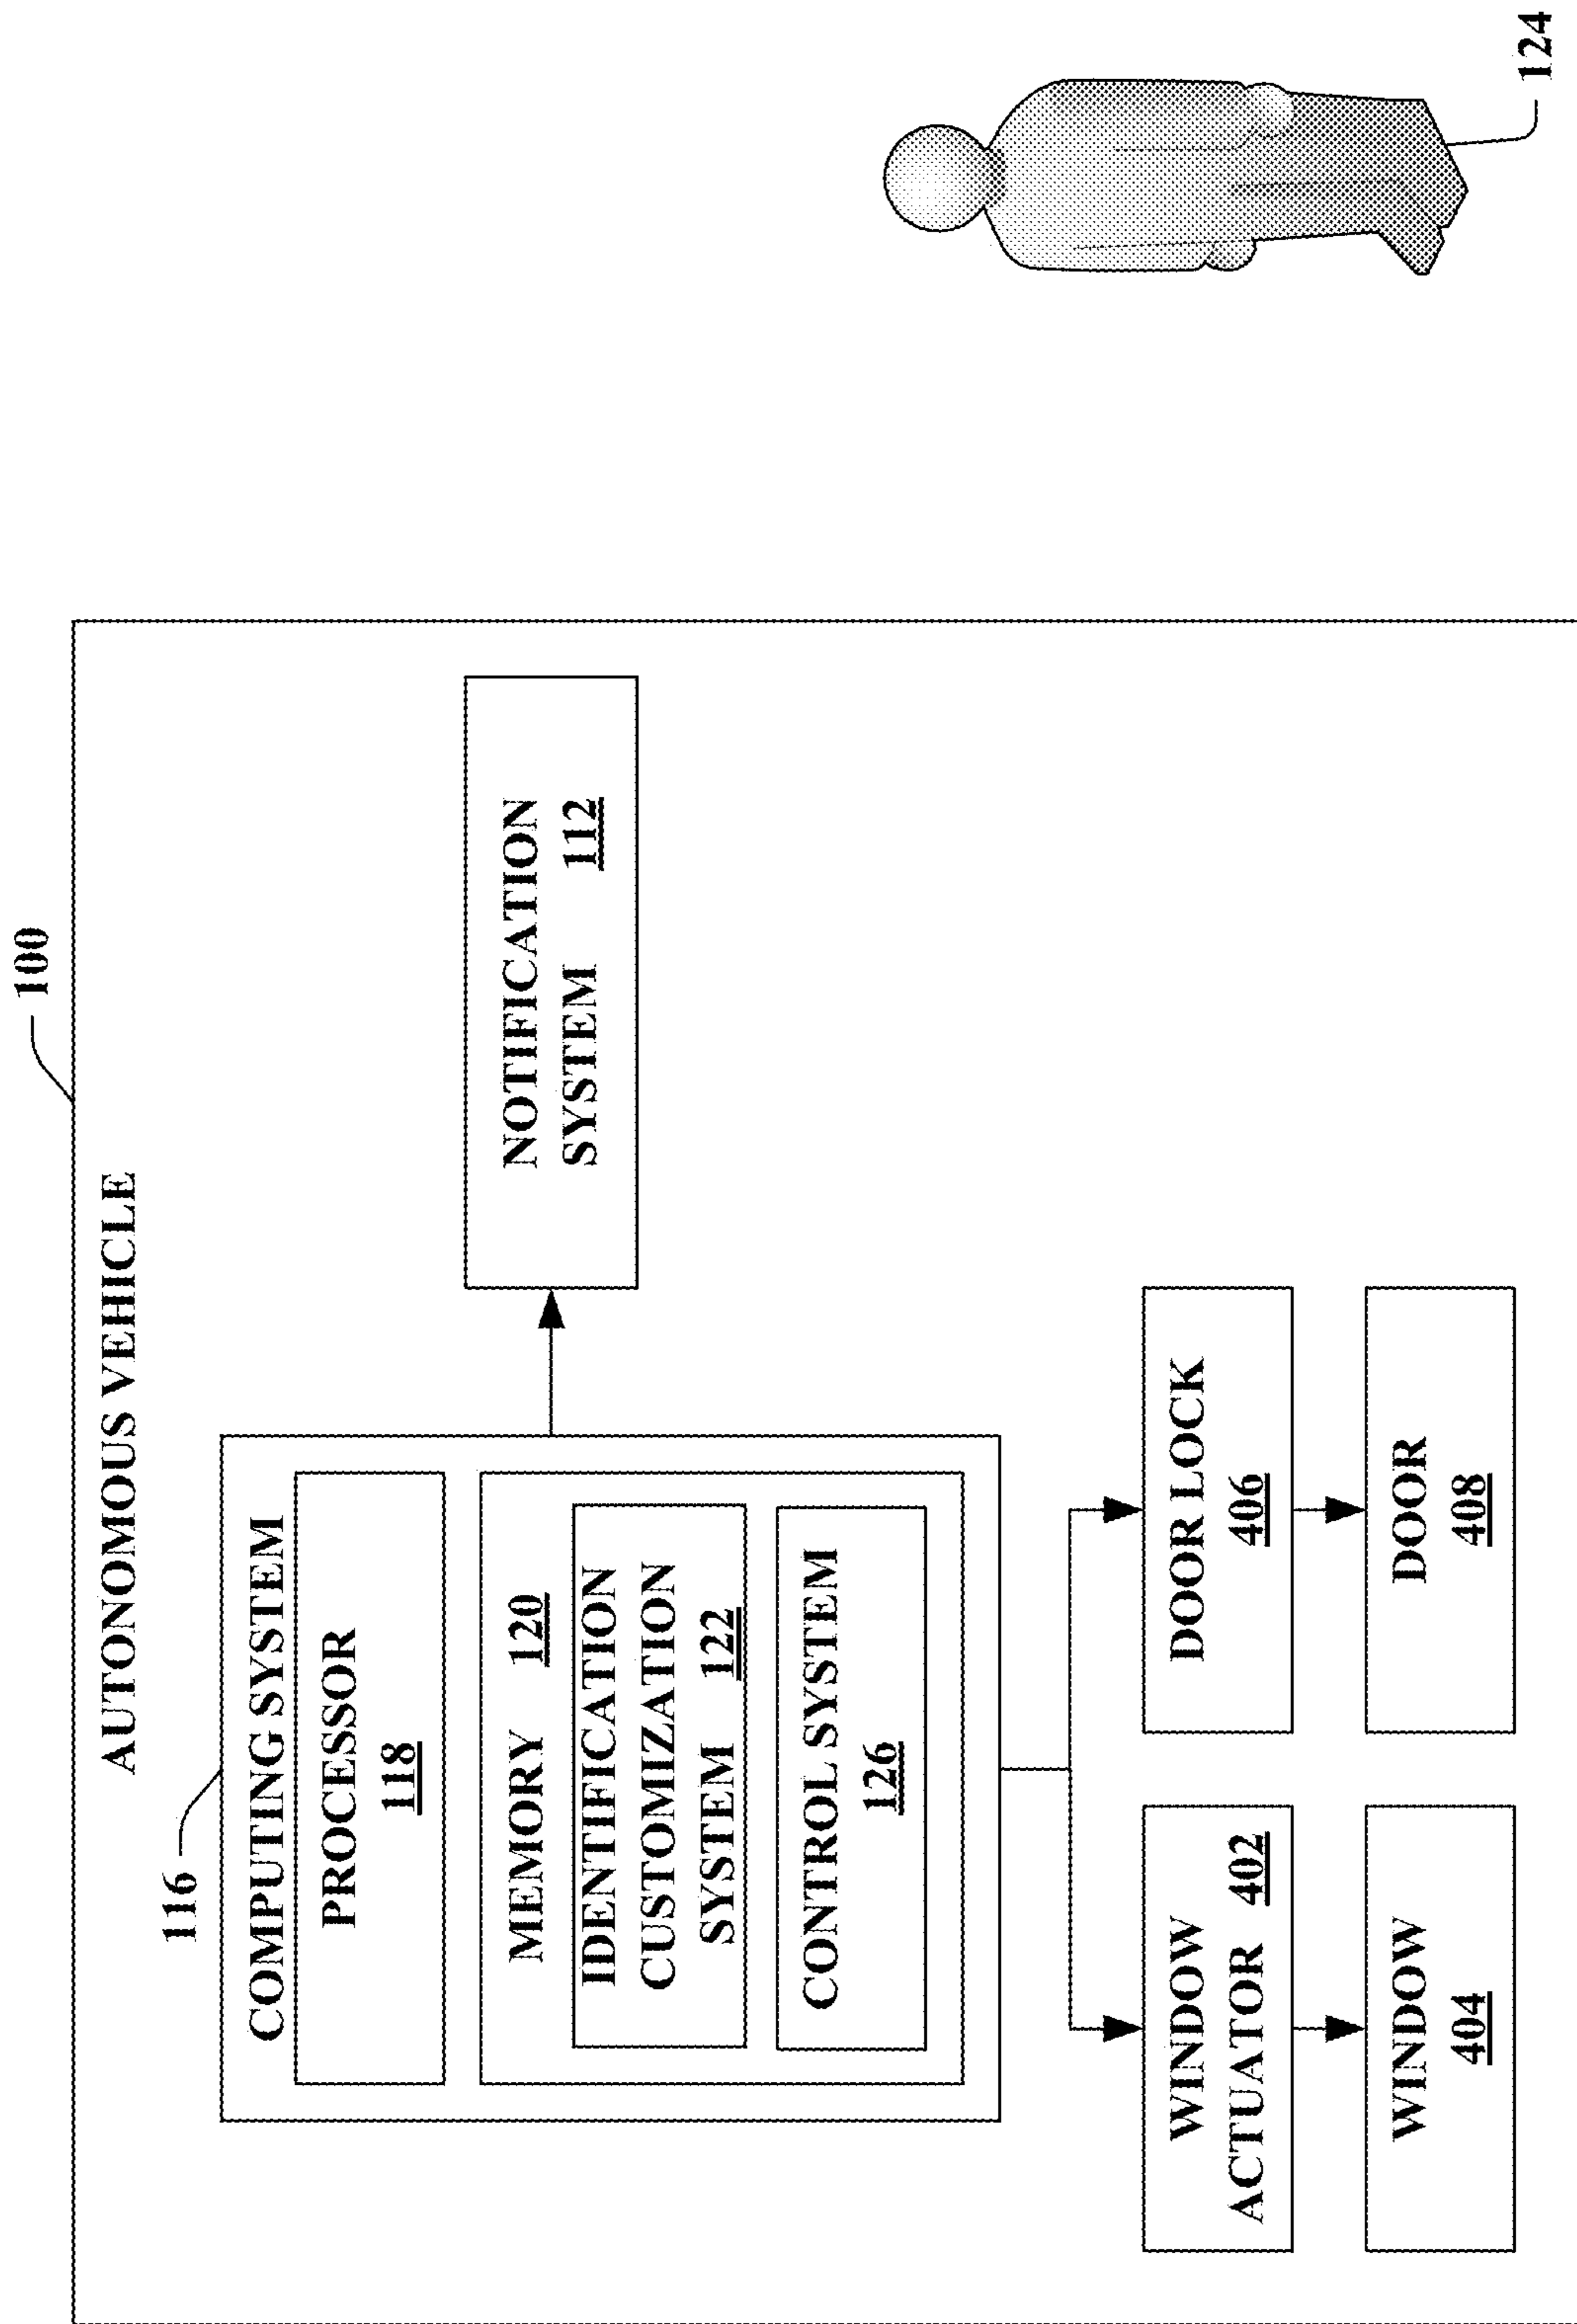 100
AUTONOMOUS VEHICLE
116
COMPUTING SYSTEM
PROCESSOR
118
MEMORY 120
IDENTIFICATION
CUSTOMIZATION
SYSTEM 122
CONTROL SYSTEM
126
NOTIFICATION
SYSTEM 112
WINDOW
ACTUATOR 402
DOOR LOCK
406
WINDOW
404
DOOR
408
124